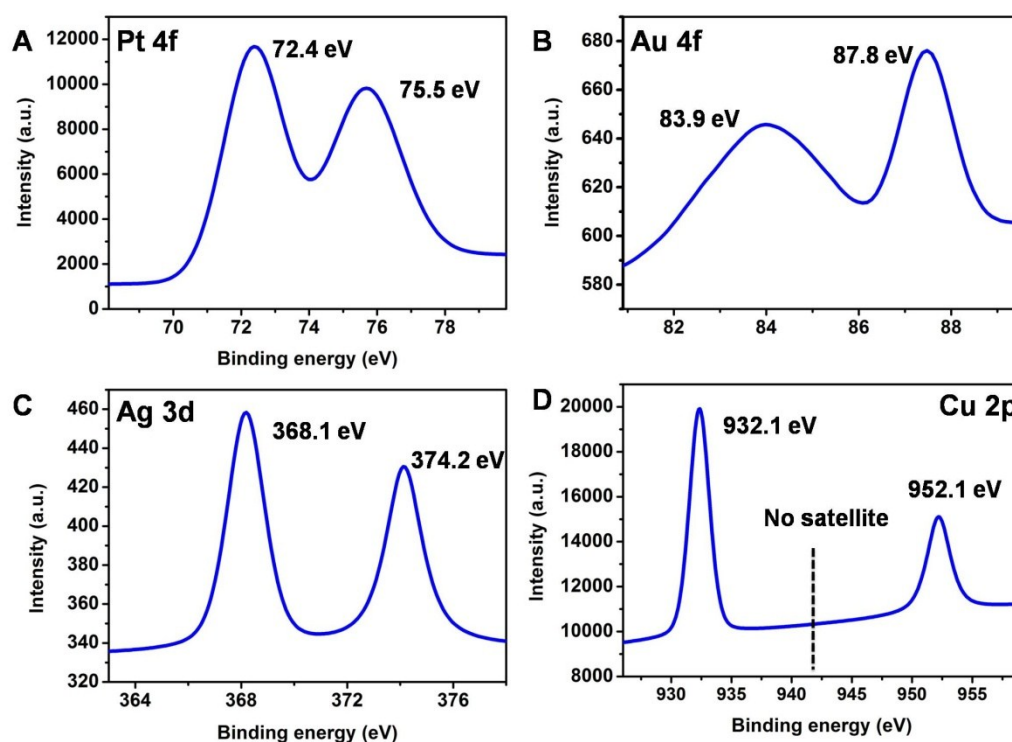 A
Pt 4f
72.4 eV
75.5 eV
12000
10000
8000
6000
4000
2000
0
Intensity (a.u.)
70 72 74 76 78
Binding energy (eV)
B
Au 4f
83.9 eV
87.8 eV
680
660
640
620
600
580
Intensity (a.u.)
82 84 86 88
Binding energy (eV)
C
Ag 3d
368.1 eV
374.2 eV
460
440
420
400
380
360
340
320
Intensity (a.u.)
364 368 372 376
Binding energy (eV)
D
Cu 2p
932.1 eV
952.1 eV
No satellite
20000
18000
16000
14000
12000
10000
8000
Intensity (a.u.)
930 935 940 945 950 955
Binding energy (eV)